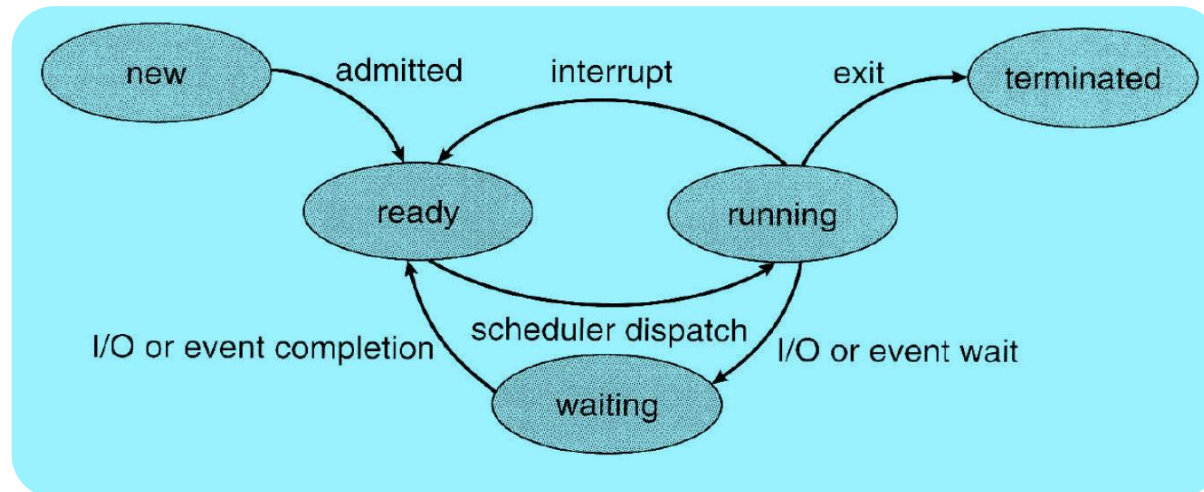 new
admitted
interrupt
exit
terminated
ready
running
scheduler dispatch
I/O or event completion
I/O or event wait
waiting